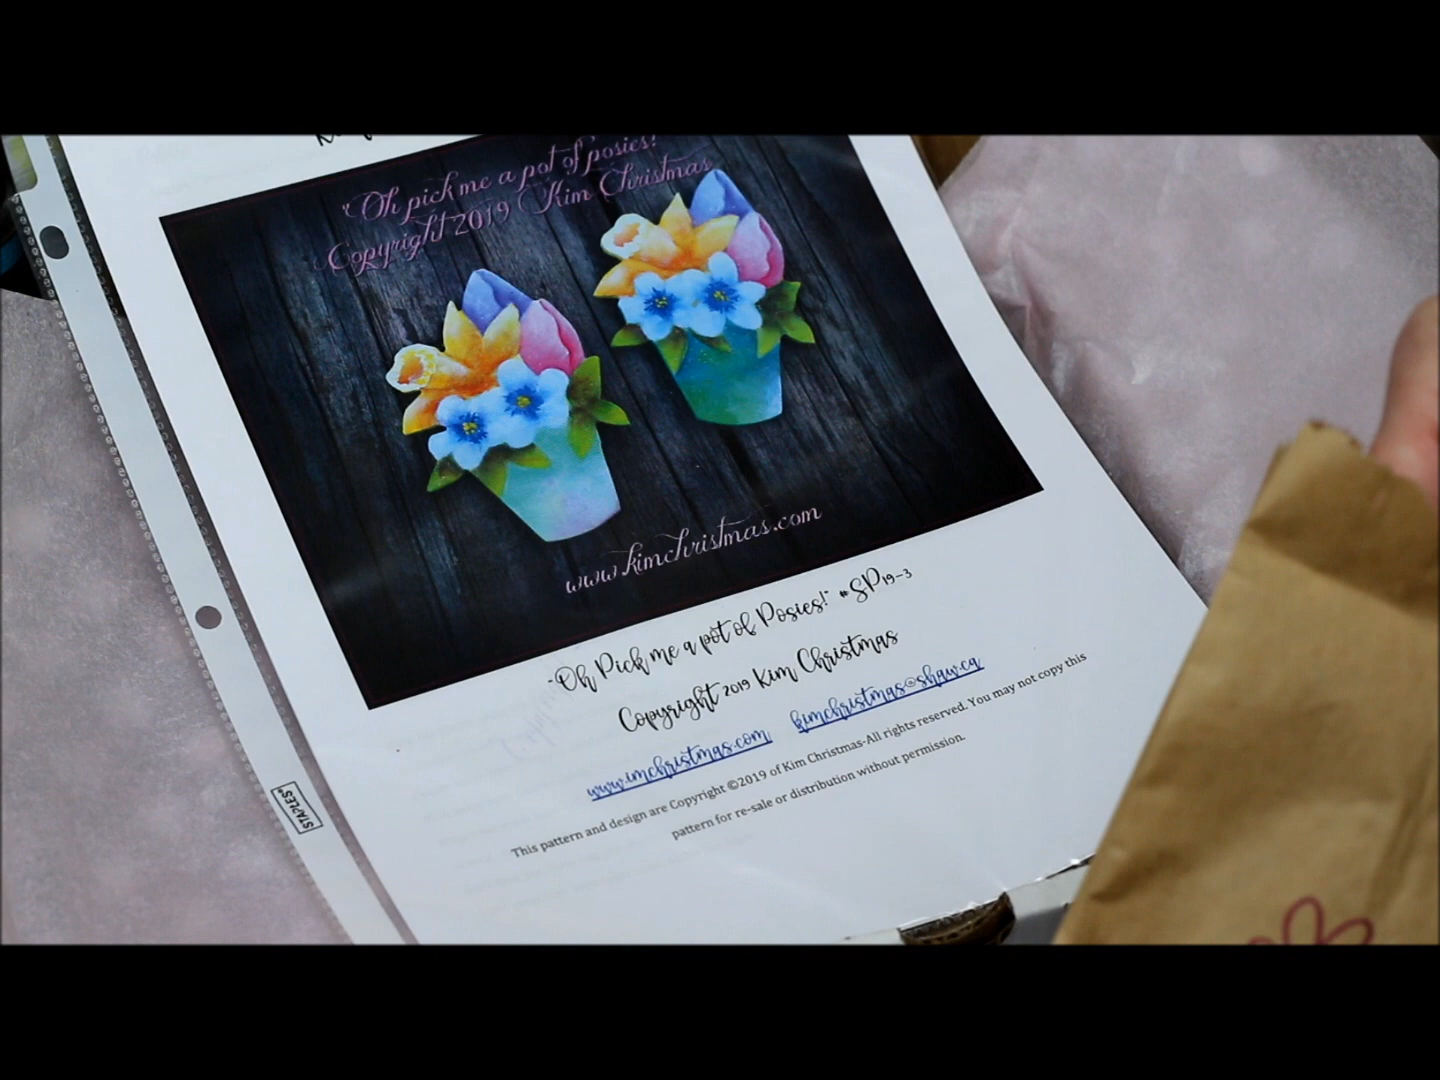 "Oh pick me a pot of posies!"
Copyright 2019 Kim Christmas
www.kimchristmas.com
"Oh Pick me a pot of Posies!" #SP19-3
Copyright 2019 Kim Christmas
www.imchristmas.com kimchristmas@shaw.ca
This pattern and design are Copyright ©2019 of Kim Christmas-All rights reserved. You may not copy this
pattern for re-sale or distribution without permission.
STAPLES®